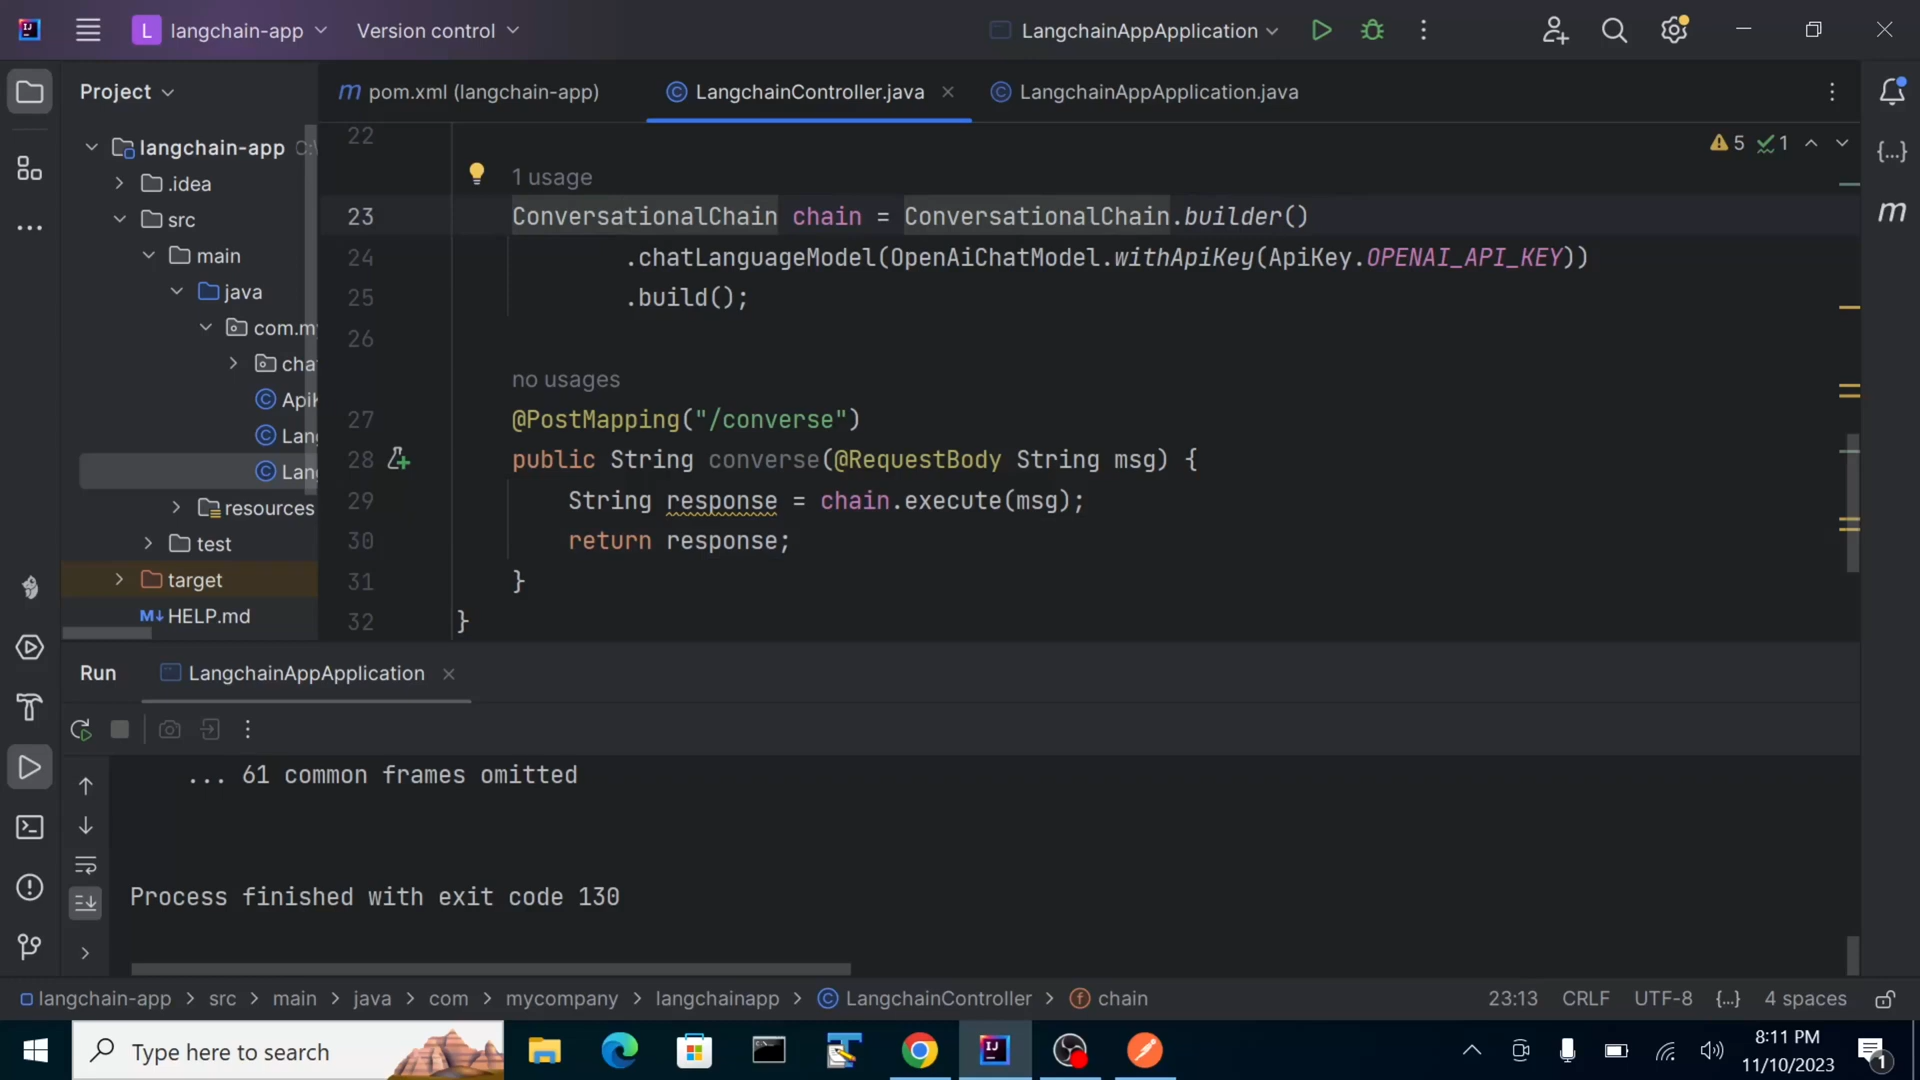 L langchain-app Version control LangchainAppApplication
Project pom.xml (langchain-app) LangchainController.java LangchainAppApplication.java
langchain-app
.idea
src
main
java
com.my
cha
ApiK
Lang
Lang
resources
test
target
HELP.md
22
1 usage 5 1
23 ConversationalChain chain = ConversationalChain.builder()
24 .chatLanguageModel(OpenAiChatModel.withApiKey(ApiKey.OPENAI_API_KEY))
25 .build();
26
no usages
27 @PostMapping("/converse")
28 public String converse(@RequestBody String msg) {
29 String response = chain.execute(msg);
30 return response;
31 }
32 }
Run LangchainAppApplication
... 61 common frames omitted
Process finished with exit code 130
langchain-app > src > main > java > com > mycompany > langchainapp > LangchainController > chain 23:13 CRLF UTF-8 {...} 4 spaces
Type here to search
8:11 PM
11/10/2023
1